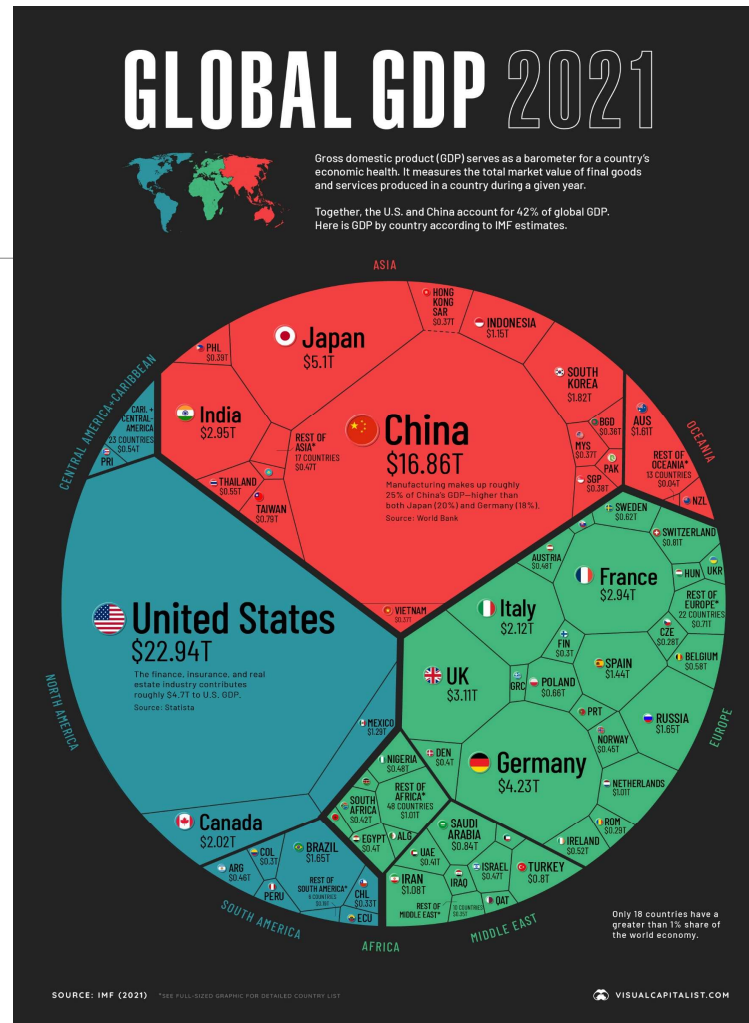 GLOBAL GDP 2021
Gross domestic product (GDP) serves as a barometer for a country's
economic health. It measures the total market value of final goods
and services produced in a country during a given year.
Together, the U.S. and China account for 42% of global GDP.
Here is GDP by country according to IMF estimates.
ASIA
HONG
KONG
SAR
$0.37T
INDONESIA
$1.15T
Japan
$5.1T
PHL
$0.39T
SOUTH
KOREA
$1.82T
India
$2.95T
China
$16.86T
Manufacturing makes up roughly
25% of China's GDP—higher than
both Japan (20%) and Germany (18%).
Source: World Bank
REST OF
ASIA*
17 COUNTRIES
$0.47T
BGD
$0.36T
MYS
$0.37T
PAK
SGP
$0.38T
THAILAND
$0.55T
TAIWAN
$0.79T
VIETNAM
$0.37T
OCEANIA
AUS
$1.61T
REST OF
OCEANIA*
13 COUNTRIES
$0.04T
NZL
CENTRAL AMERICA+CARIBBEAN
CARI. +
CENTRAL-
AMERICA
23 COUNTRIES
$0.54T
PRI
NORTH AMERICA
United States
$22.94T
The finance, insurance, and real
estate industry contributes
roughly $4.7T to U.S. GDP.
Source: Statista
MEXICO
$1.29T
Canada
$2.02T
EUROPE
SWEDEN
$0.62T
SWITZERLAND
$0.81T
AUSTRIA
$0.48T
France
$2.94T
HUN
UKR
REST OF
EUROPE*
22 COUNTRIES
$0.71T
Italy
$2.12T
FIN
$0.3T
CZE
$0.28T
BELGIUM
$0.58T
SPAIN
$1.44T
UK
$3.11T
GRC
POLAND
$0.66T
PRT
RUSSIA
$1.65T
NORWAY
$0.45T
DEN
$0.4T
Germany
$4.23T
NETHERLANDS
$1.01T
ROM
$0.29T
IRELAND
$0.52T
SOUTH AMERICA
BRAZIL
$1.65T
COL
$0.3T
ARG
$0.46T
PERU
REST OF
SOUTH AMERICA*
CHL
$0.33T
ECU
AFRICA
NIGERIA
$0.48T
REST OF
AFRICA*
48 COUNTRIES
$1.01T
SOUTH
AFRICA
$0.42T
EGYPT
$0.4T
ALG
MIDDLE EAST
SAUDI
ARABIA
$0.84T
UAE
$0.41T
IRAN
$1.08T
IRAQ
ISRAEL
$0.47T
TURKEY
$0.8T
QAT
REST OF
MIDDLE EAST*
10 COUNTRIES
Only 18 countries have a
greater than 1% share of
the world economy.
SOURCE: IMF (2021) *SEE FULL-SIZED GRAPHIC FOR DETAILED COUNTRY LIST
VISUALCAPITALIST.COM